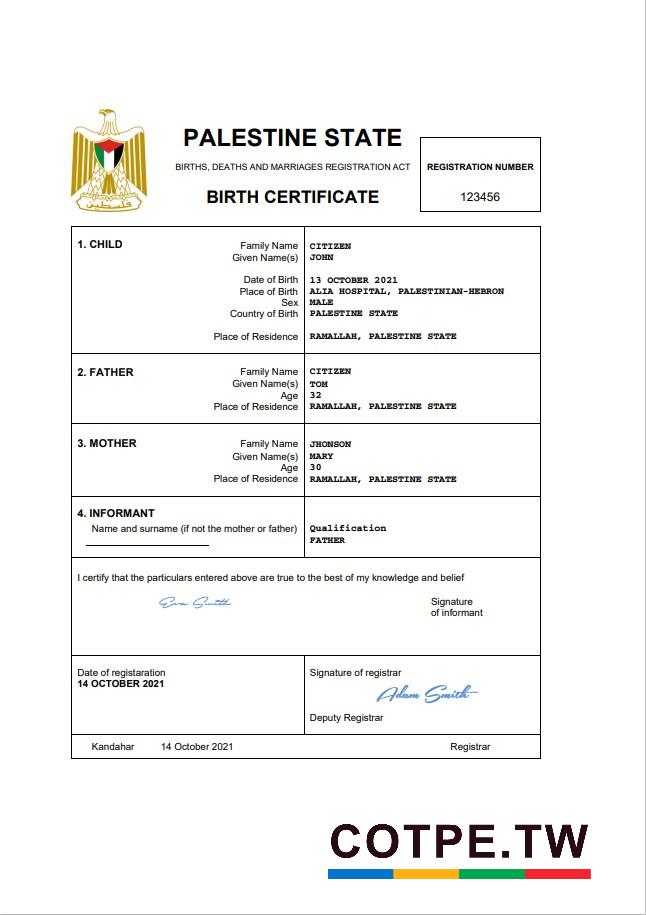 PALESTINE STATE
BIRTHS, DEATHS AND MARRIAGES REGISTRATION ACT
BIRTH CERTIFICATE
REGISTRATION NUMBER
123456
فلسطين
1. CHILD
Family Name CITIZEN
Given Name(s) JOHN
Date of Birth 13 OCTOBER 2021
Place of Birth ALIA HOSPITAL, PALESTINIAN-HEBRON
Sex MALE
Country of Birth PALESTINE STATE
Place of Residence RAMALLAH, PALESTINE STATE
2. FATHER
Family Name CITIZEN
Given Name(s) TOM
Age 32
Place of Residence RAMALLAH, PALESTINE STATE
3. MOTHER
Family Name JHONSON
Given Name(s) MARY
Age 30
Place of Residence RAMALLAH, PALESTINE STATE
4. INFORMANT
Name and surname (if not the mother or father) Qualification
FATHER
I certify that the particulars entered above are true to the best of my knowledge and belief
Eva Smith Signature
of informant
Date of registaration
14 OCTOBER 2021
Signature of registrar
Adam Smith
Deputy Registrar
Kandahar 14 October 2021 Registrar
COTPE.TW